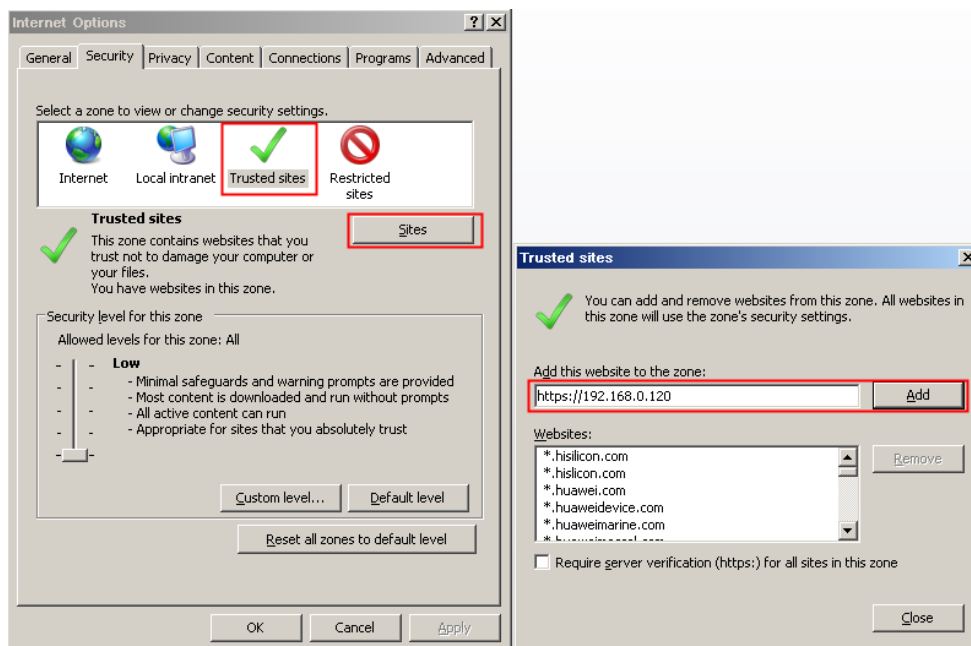 Internet Options
General Security Privacy Content Connections Programs Advanced
Select a zone to view or change security settings.
Internet Local intranet Trusted sites Restricted
sites
Trusted sites
Sites
This zone contains websites that you
trust not to damage your computer or
your files.
You have websites in this zone.
Security level for this zone
Allowed levels for this zone: All
Low
- Minimal safeguards and warning prompts are provided
- Most content is downloaded and run without prompts
- All active content can run
- Appropriate for sites that you absolutely trust
Custom level... Default level
Reset all zones to default level
OK Cancel Apply
Trusted sites
You can add and remove websites from this zone. All websites in
this zone will use the zone's security settings.
Add this website to the zone:
https://192.168.0.120 Add
Websites:
*.hisilicon.com
*.hislicon.com
*.huawei.com
*.huaweidevice.com
*.huaweimarine.com
Remove
Require server verification (https:) for all sites in this zone
Close